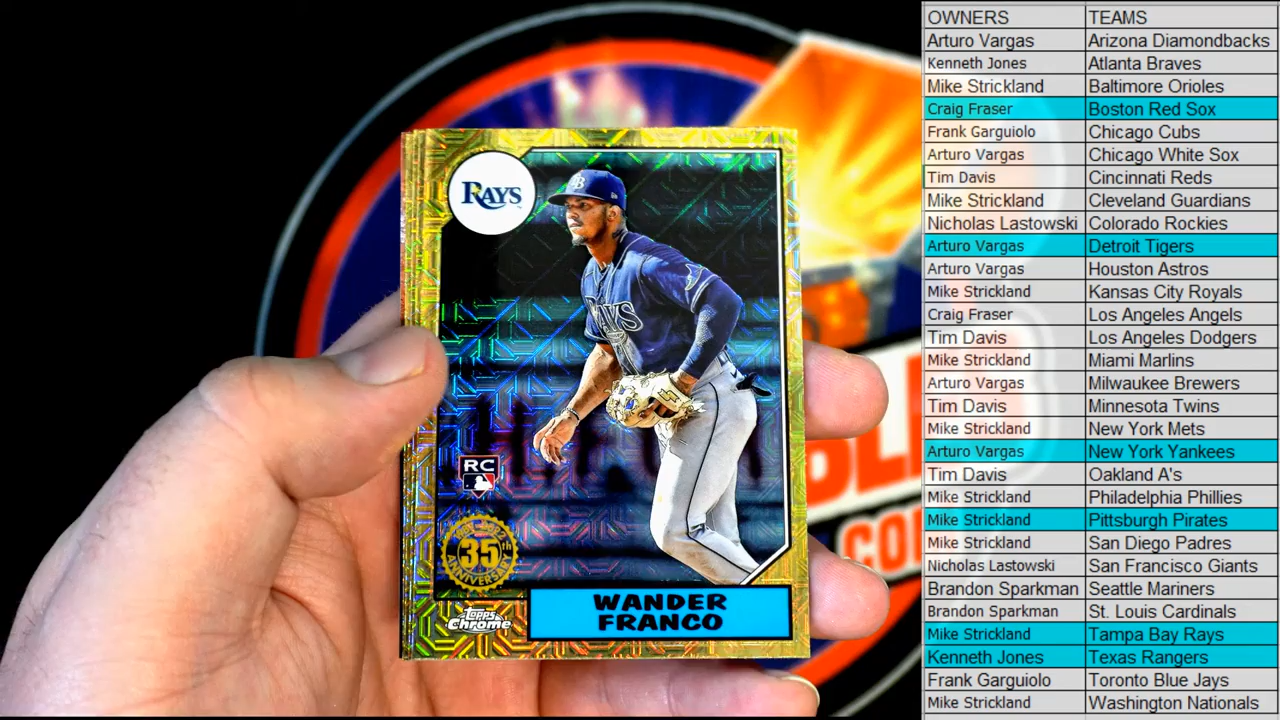 RAYS
RAYS
RC
35th
ANNIVERSARY
Topps
Chrome
WANDER
FRANCO
OWNERS TEAMS
Arturo Vargas Arizona Diamondbacks
Kenneth Jones Atlanta Braves
Mike Strickland Baltimore Orioles
Craig Fraser Boston Red Sox
Frank Garguiolo Chicago Cubs
Arturo Vargas Chicago White Sox
Tim Davis Cincinnati Reds
Mike Strickland Cleveland Guardians
Nicholas Lastowski Colorado Rockies
Arturo Vargas Detroit Tigers
Arturo Vargas Houston Astros
Mike Strickland Kansas City Royals
Craig Fraser Los Angeles Angels
Tim Davis Los Angeles Dodgers
Mike Strickland Miami Marlins
Arturo Vargas Milwaukee Brewers
Tim Davis Minnesota Twins
Mike Strickland New York Mets
Arturo Vargas New York Yankees
Tim Davis Oakland A's
Mike Strickland Philadelphia Phillies
Mike Strickland Pittsburgh Pirates
Mike Strickland San Diego Padres
Nicholas Lastowski San Francisco Giants
Brandon Sparkman Seattle Mariners
Brandon Sparkman St. Louis Cardinals
Mike Strickland Tampa Bay Rays
Kenneth Jones Texas Rangers
Frank Garguiolo Toronto Blue Jays
Mike Strickland Washington Nationals